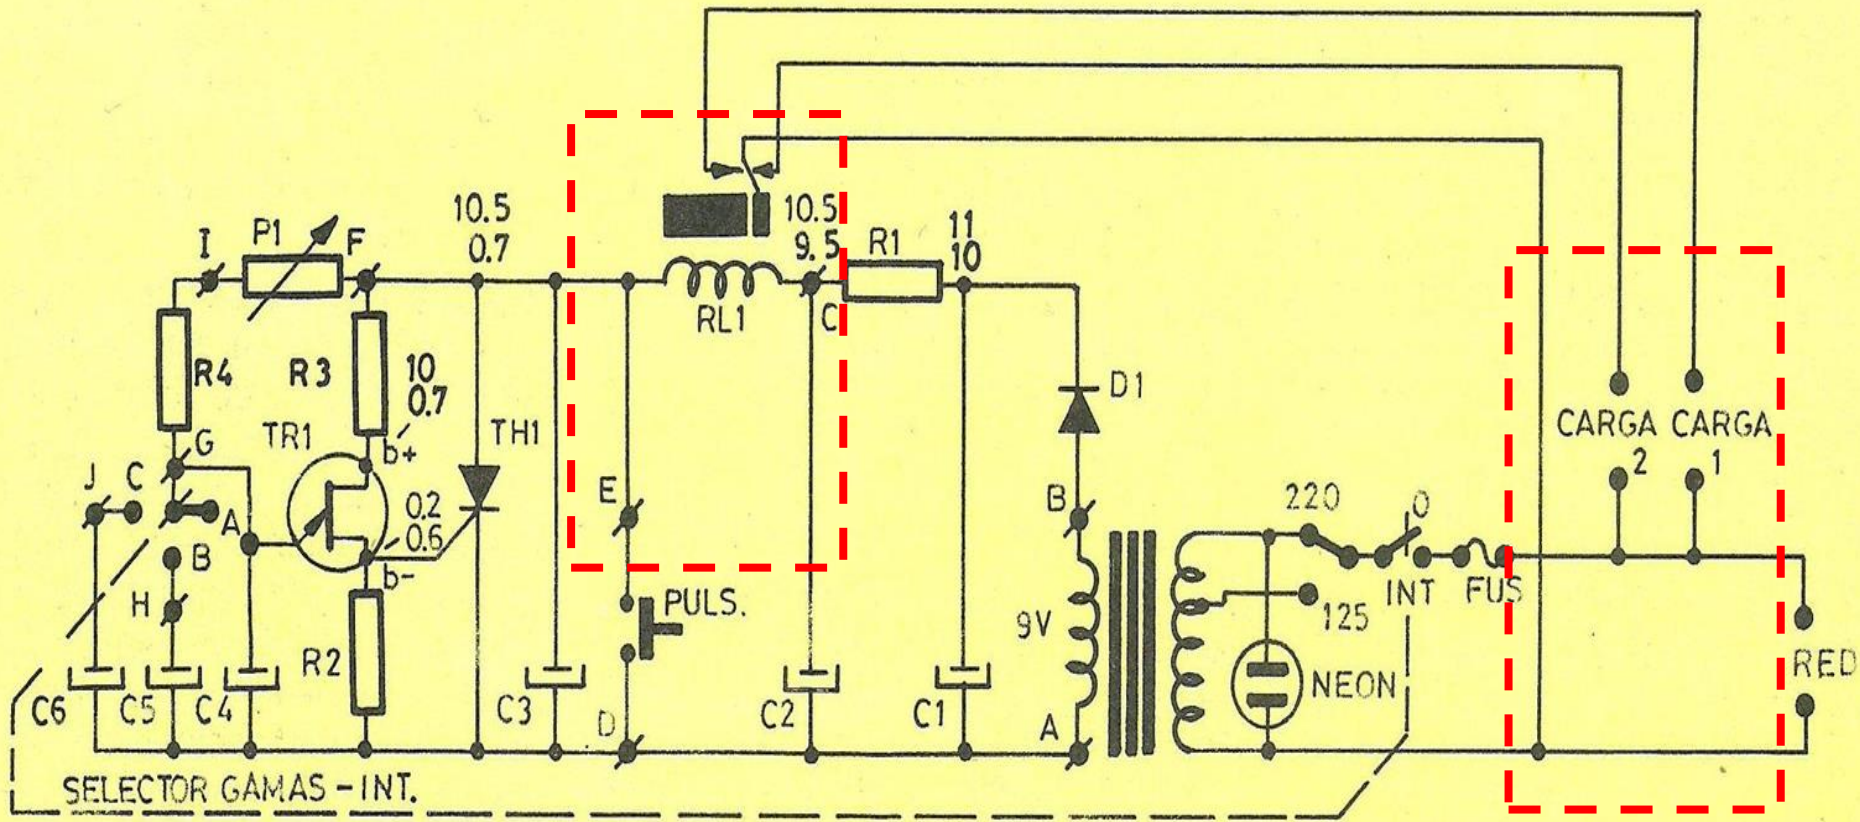 10.5
0.7
10.5
9.5
11
10
I
P1
F
R1
C
RL1
R4
R3
10
0.7
D1
TR1
TH1
G
b+
CARGA CARGA
2 1
J C
A
E
B
220
O
0.2
0.6
B
b-
H
PULS.
125
INT FUS
9V
R2
NEON
RED
C6 C5 C4
C3
D
C2
C1
A
SELECTOR GAMAS-INT.